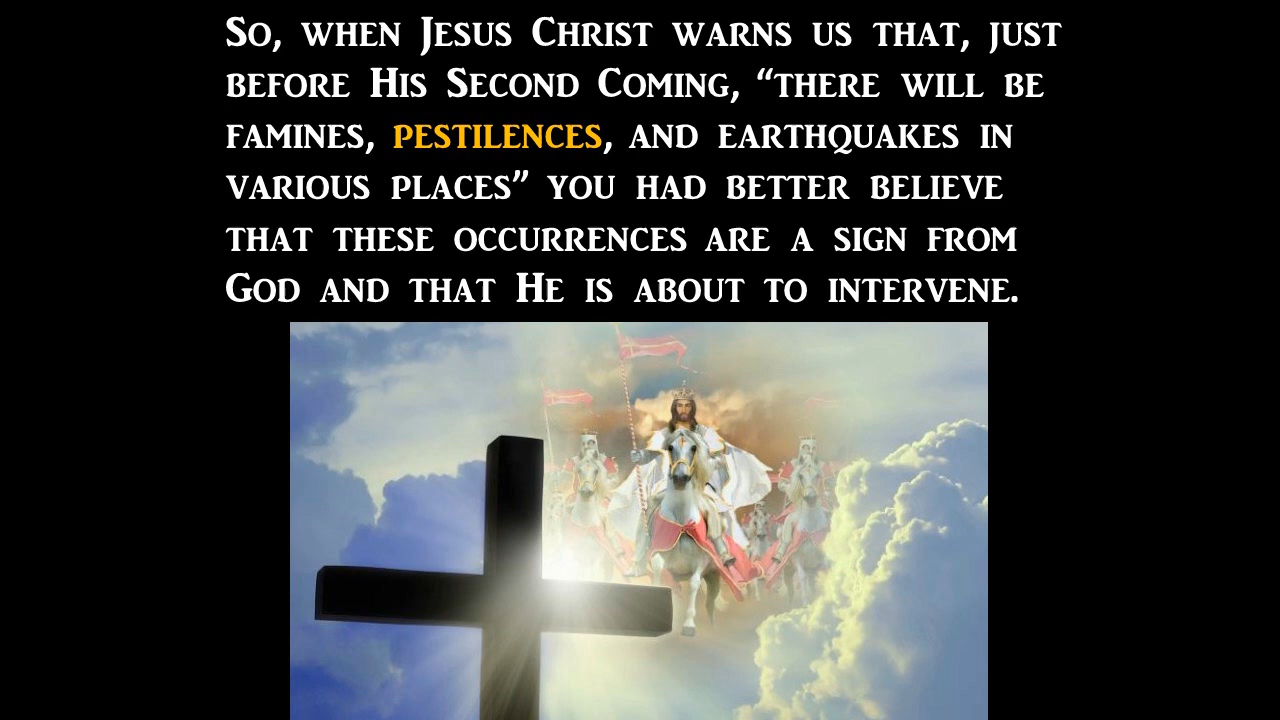 So, when Jesus Christ warns us that, just
before His Second Coming, “there will be
famines, pestilences, and earthquakes in
various places” you had better believe
that these occurrences are a sign from
God and that He is about to intervene.